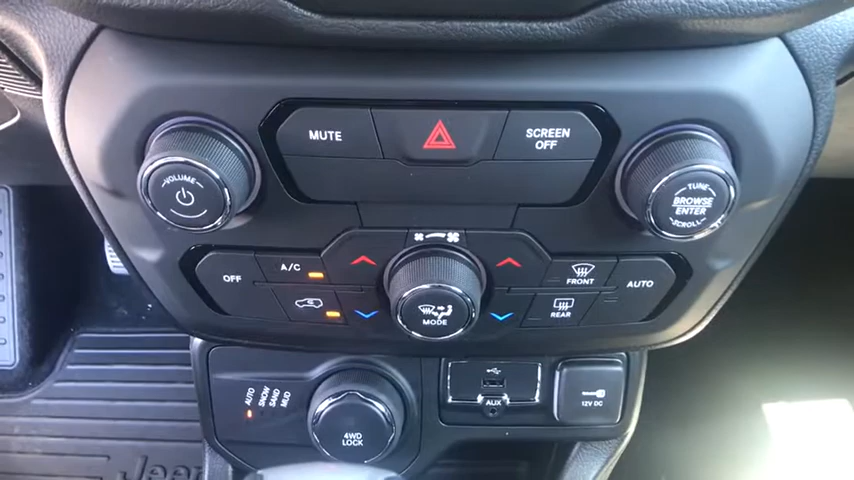 MUTE
SCREEN
OFF
VOLUME
TUNE
BROWSE
ENTER
SCROLL
OFF
A/C
MODE
FRONT
REAR
AUTO
AUTO
SNOW
SAND
MUD
4WD
LOCK
AUX
12V DC
Jeep